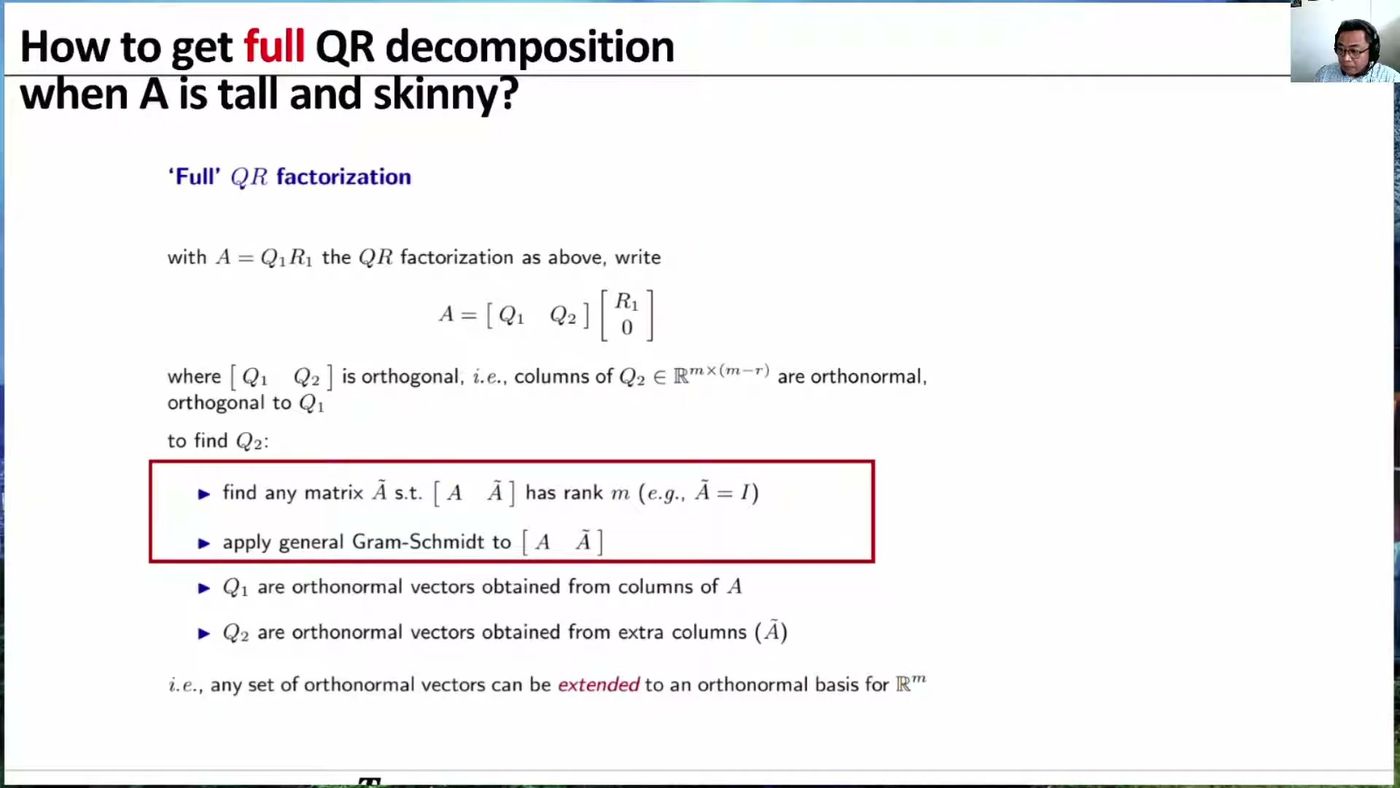 How to get full QR decomposition
when A is tall and skinny?
‘Full’ QR factorization
with A = Q₁R₁ the QR factorization as above, write
A = [ Q₁ Q₂ ] [ R₁ 0 ]
where [ Q₁ Q₂ ] is orthogonal, i.e., columns of Q₂ ∈ ℝᵐˣ⁽ᵐ⁻ʳ⁾ are orthonormal,
orthogonal to Q₁
to find Q₂:
► find any matrix Ã s.t. [ A Ã ] has rank m (e.g., Ã = I)
► apply general Gram-Schmidt to [ A Ã ]
► Q₁ are orthonormal vectors obtained from columns of A
► Q₂ are orthonormal vectors obtained from extra columns (Ã)
i.e., any set of orthonormal vectors can be extended to an orthonormal basis for ℝᵐ